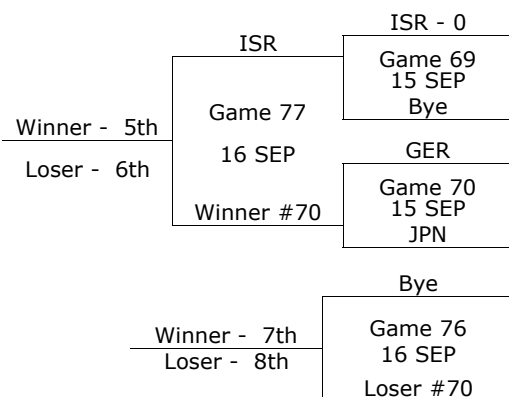 ISR - 0
ISR
Game 69
15 SEP
Bye
Game 77
Winner - 5th
16 SEP
GER
Loser - 6th
Game 70
15 SEP
Winner #70
JPN
Bye
Winner - 7th
Game 76
Loser - 8th
16 SEP
Loser #70